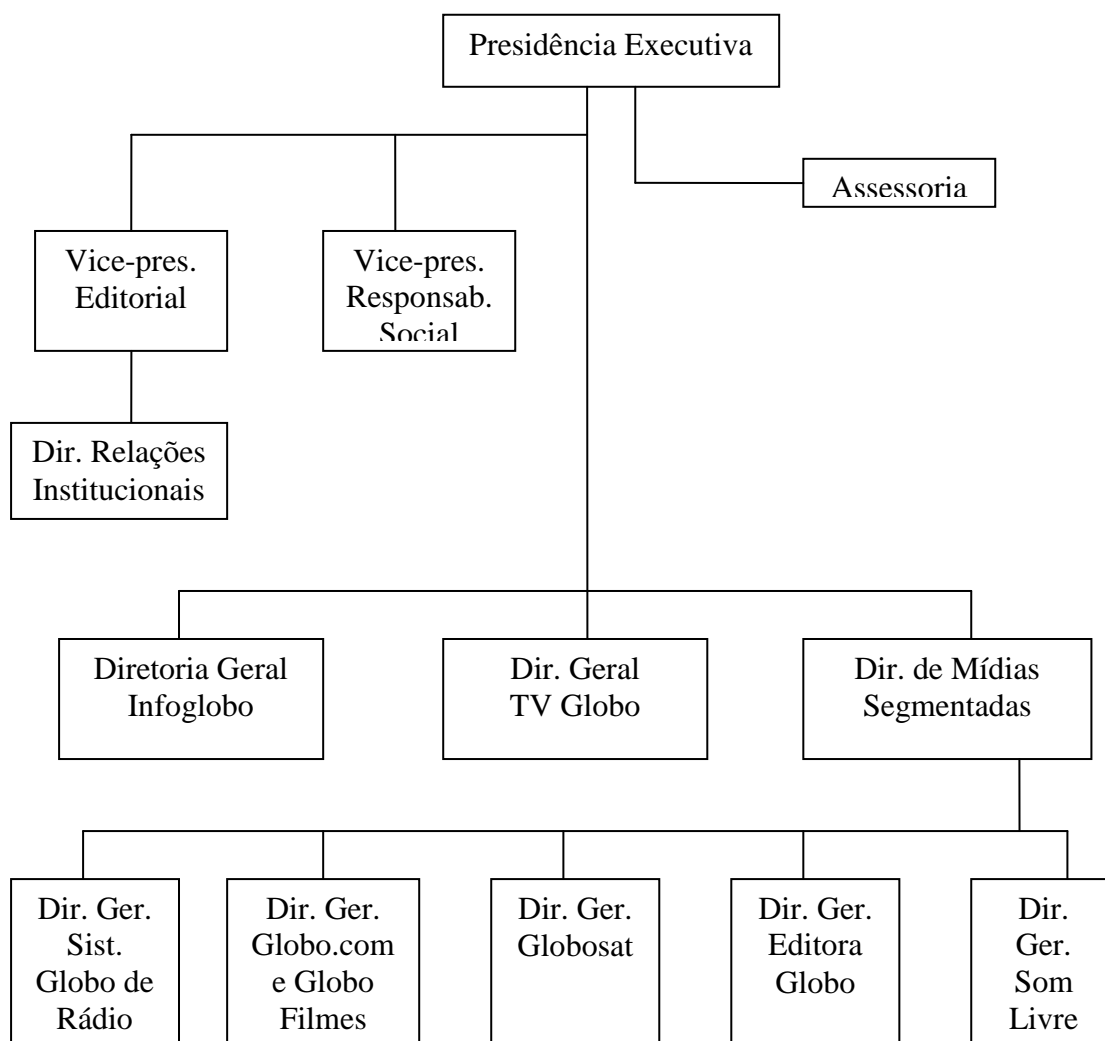 Presidência Executiva
Assessoria
Vice-pres.
Editorial
Vice-pres.
Responsab.
Social
Dir. Relações
Institucionais
Diretoria Geral
Infoglobo
Dir. Geral
TV Globo
Dir. de Mídias
Segmentadas
Dir. Ger.
Sist.
Globo de
Rádio
Dir. Ger.
Globo.com
e Globo
Filmes
Dir. Ger.
Globosat
Dir. Ger.
Editora
Globo
Dir.
Ger.
Som
Livre